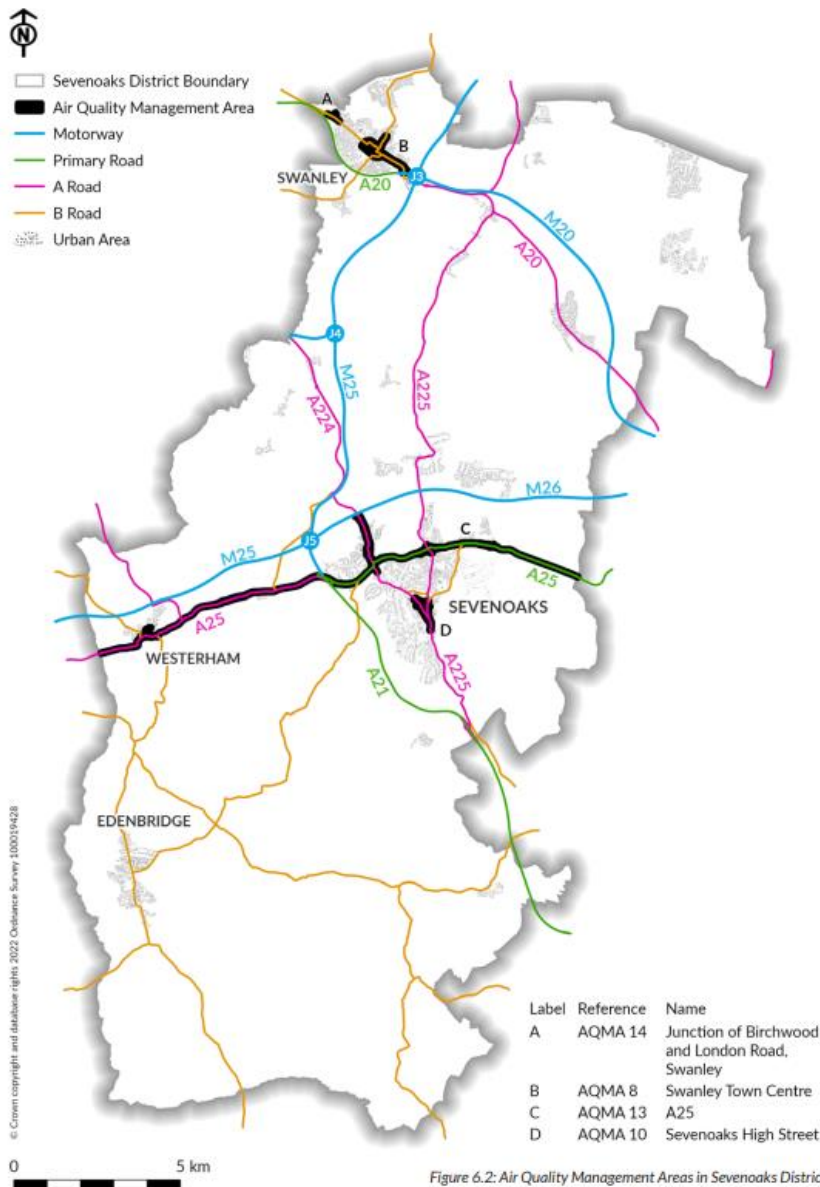 N
Sevenoaks District Boundary
Air Quality Management Area
Motorway
Primary Road
A Road
B Road
Urban Area
A
B
SWANLEY
A20
J3
M20
A20
J4
M25
A224
A225
M26
J5
M25
C
A25
A25
SEVENOAKS
D
WESTERHAM
A225
A21
EDENBRIDGE
© Crown copyright and database rights 2022 Ordnance Survey 100019428
Label Reference Name
A AQMA 14 Junction of Birchwood
and London Road,
Swanley
B AQMA 8 Swanley Town Centre
C AQMA 13 A25
D AQMA 10 Sevenoaks High Street
0 5 km
Figure 6.2: Air Quality Management Areas in Sevenoaks Distric